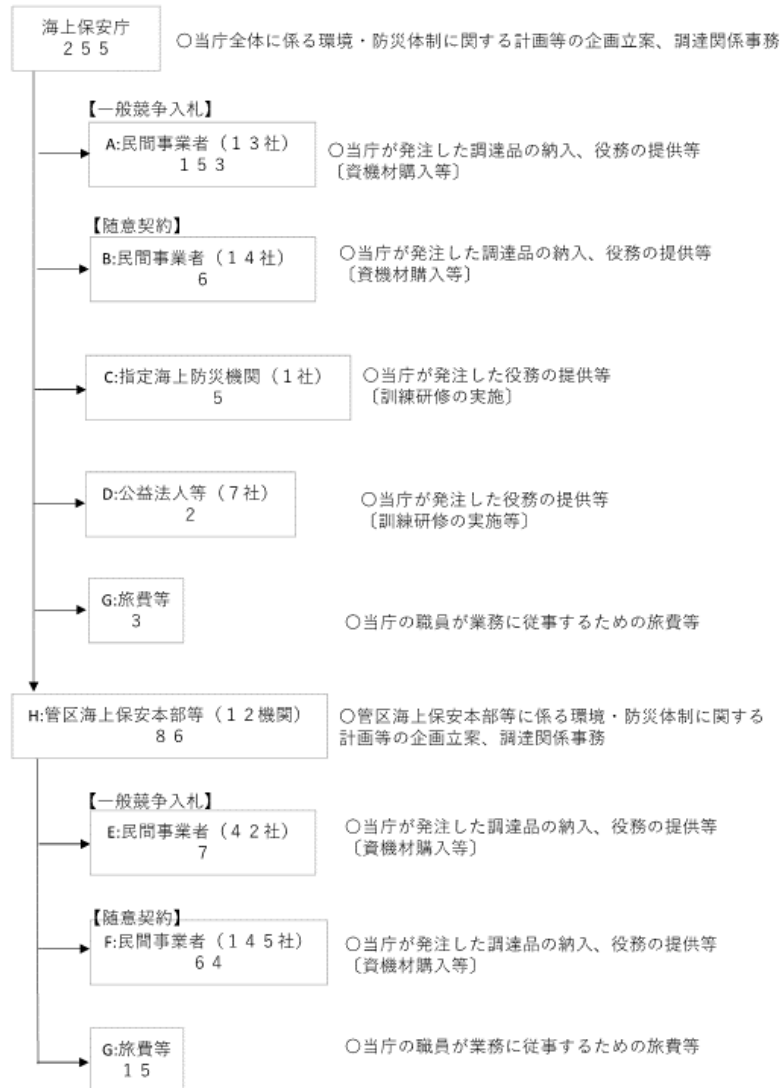 海上保安庁
２５５
〇当庁全体に係る環境・防災体制に関する計画等の企画立案、調達関係事務
【一般競争入札】
A:民間事業者（１３社）
１５３
〇当庁が発注した調達品の納入、役務の提供等
〔資機材購入等〕
【随意契約】
B:民間事業者（１４社）
６
〇当庁が発注した調達品の納入、役務の提供等
〔資機材購入等〕
C:指定海上防災機関（１社）
５
〇当庁が発注した役務の提供等
〔訓練研修の実施〕
D:公益法人等（７社）
２
〇当庁が発注した役務の提供等
〔訓練研修の実施等〕
G:旅費等
３
〇当庁の職員が業務に従事するための旅費等
H:管区海上保安本部等（１２機関）
８６
〇管区海上保安本部等に係る環境・防災体制に関する
計画等の企画立案、調達関係事務
【一般競争入札】
E:民間事業者（４２社）
７
〇当庁が発注した調達品の納入、役務の提供等
〔資機材購入等〕
【随意契約】
F:民間事業者（１４５社）
６４
〇当庁が発注した調達品の納入、役務の提供等
〔資機材購入等〕
G:旅費等
１５
〇当庁の職員が業務に従事するための旅費等